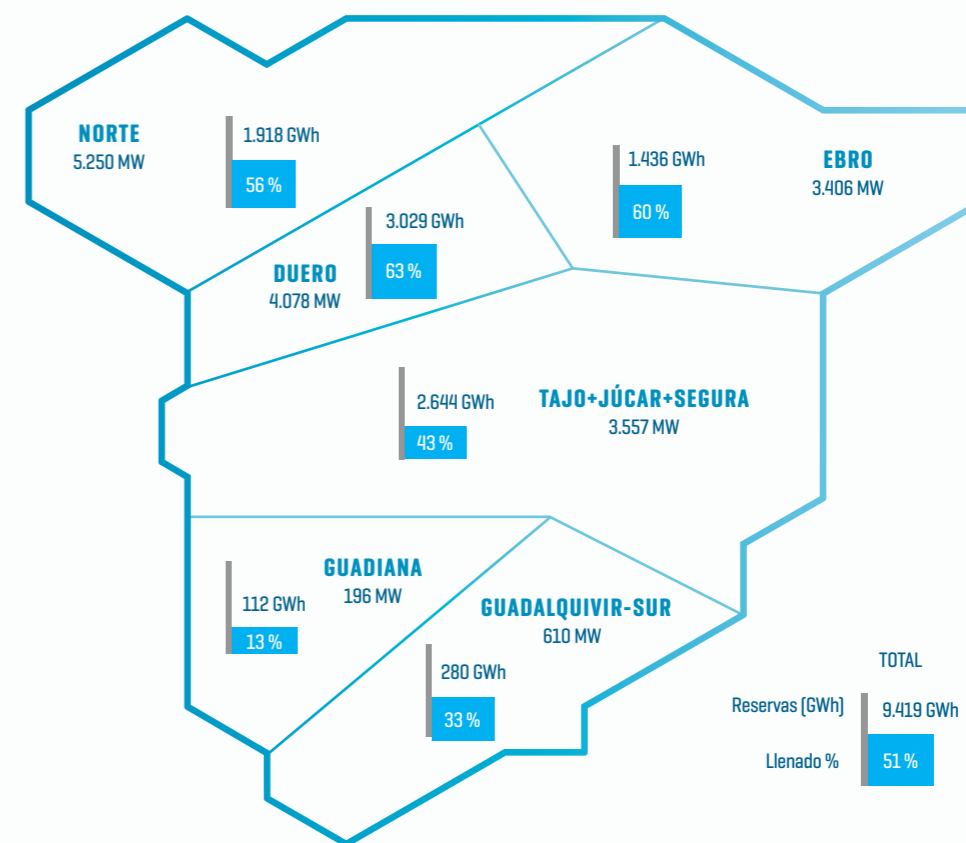 NORTE
5.250 MW
1.918 GWh
56 %
EBRO
3.406 MW
1.436 GWh
60 %
DUERO
4.078 MW
3.029 GWh
63 %
TAJO+JÚCAR+SEGURA
3.557 MW
2.644 GWh
43 %
GUADIANA
196 MW
112 GWh
13 %
GUADALQUIVIR-SUR
610 MW
280 GWh
33 %
TOTAL
Reservas (GWh) 9.419 GWh
Llenado % 51 %